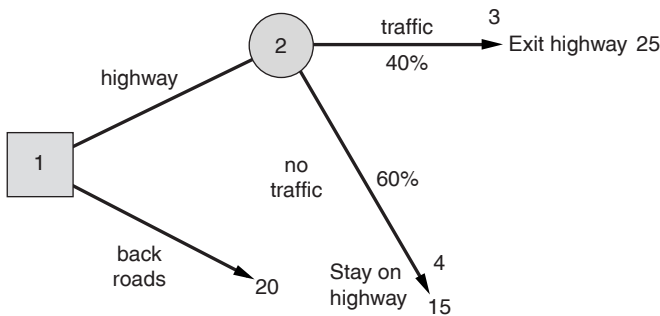 3
traffic
2
Exit highway 25
40%
highway
1
no
traffic
60%
back
roads
20
4
Stay on
highway
15